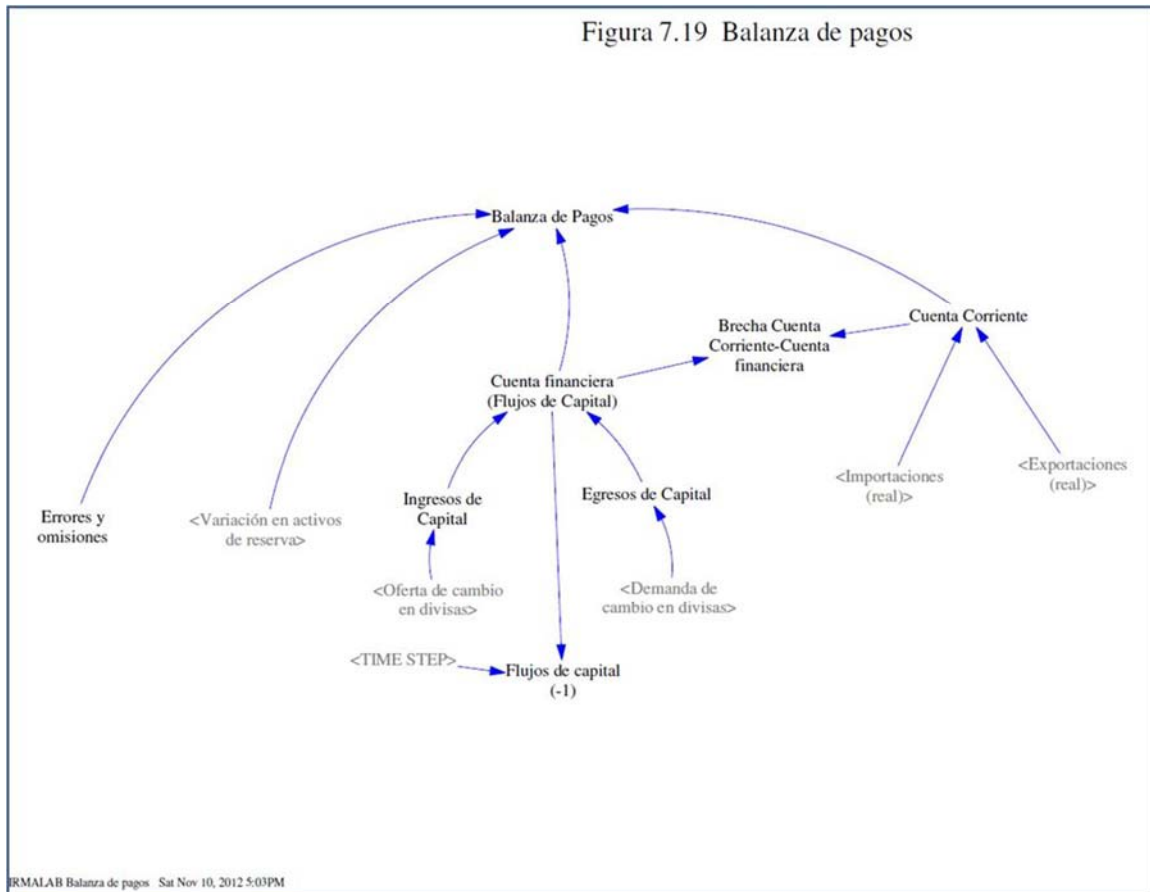 Figura 7.19 Balanza de pagos
Balanza de Pagos
Cuenta Corriente
Brecha Cuenta
Corriente-Cuenta
financiera
Cuenta financiera
(Flujos de Capital)
<Importaciones
(real)>
<Exportaciones
(real)>
Errores y
omisiones
<Variación en activos
de reserva>
Ingresos de
Capital
Egresos de Capital
<Oferta de cambio
en divisas>
<Demanda de
cambio en divisas>
<TIME STEP>
Flujos de capital
(-1)
IRMALAB Balanza de pagos Sat Nov 10, 2012 5:03PM